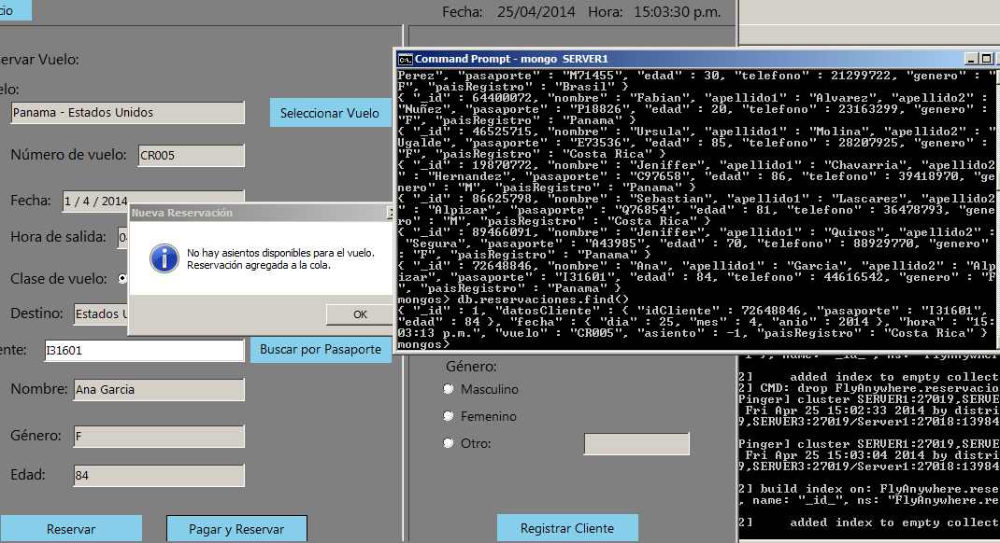 cio
Fecha: 25/04/2014 Hora: 15:03:30 p.m.
ervar Vuelo:
elo:
Panama - Estados Unidos
Seleccionar Vuelo
Número de vuelo: CR005
Fecha: 1 / 4 / 2014
Hora de salida: 04
Clase de vuelo:
Destino: Estados U
ente: I31601
Buscar por Pasaporte
Nombre: Ana Garcia
Género: F
Edad: 84
Reservar
Pagar y Reservar
Nueva Reservación
No hay asientos disponibles para el vuelo.
Reservación agregada a la cola.
OK
Command Prompt - mongo SERVER1
Perez", "pasaporte" : "M71455", "edad" : 30, "telefono" : 21299722, "genero" : "
F", "paisRegistro" : "Brasil" }
{ "_id" : 64400072, "nombre" : "Fabian", "apellido1" : "Alvarez", "apellido2" :
"Nuñez", "pasaporte" : "P18826", "edad" : 20, "telefono" : 23163299, "genero" :
"F", "paisRegistro" : "Panama" }
{ "_id" : 46525715, "nombre" : "Ursula", "apellido1" : "Molina", "apellido2" : "
Ugalde", "pasaporte" : "E73536", "edad" : 85, "telefono" : 28207925, "genero" :
"F", "paisRegistro" : "Costa Rica" }
{ "_id" : 19870772, "nombre" : "Jeniffer", "apellido1" : "Chavarria", "apellido2
" : "Hernandez", "pasaporte" : "C97658", "edad" : 86, "telefono" : 39418970, "ge
nero" : "M", "paisRegistro" : "Panama" }
{ "_id" : 86625798, "nombre" : "Sebastian", "apellido1" : "Lascarez", "apellido2
" : "Alpizar", "pasaporte" : "Q76854", "edad" : 81, "telefono" : 36478793, "gene
ro" : "M", "paisRegistro" : "Costa Rica" }
{ "_id" : 89466091, "nombre" : "Jeniffer", "apellido1" : "Quiros", "apellido2" :
"Segura", "pasaporte" : "A43985", "edad" : 70, "telefono" : 88929770, "genero"
: "F", "paisRegistro" : "Panama" }
{ "_id" : 72648846, "nombre" : "Ana", "apellido1" : "Garcia", "apellido2" : "Alp
izar", "pasaporte" : "I31601", "edad" : 84, "telefono" : 44616542, "genero" : "F
", "paisRegistro" : "Panama" }
mongos> db.reservaciones.find()
{ "_id" : 1, "datosCliente" : { "idCliente" : 72648846, "pasaporte" : "I31601",
"edad" : 84 }, "fecha" : { "dia" : 25, "mes" : 4, "anio" : 2014 }, "hora" : "15:
03:13 p.m.", "vuelo" : "CR005", "asiento" : -1, "paisRegistro" : "Costa Rica" }
mongos>
Género:
Masculino
Femenino
Otro:
Registrar Cliente
1 }, name: "_id_", ns: "FlyAnywhere
2] added index to empty collect
2] CMD: drop FlyAnywhere.reservacio
Pinger] cluster SERVER1:27019,SERVE
Fri Apr 25 15:02:33 2014 by distri
9,SERVER3:27019/Server1:27018:13984
Pinger] cluster SERVER1:27019,SERVE
Fri Apr 25 15:03:04 2014 by distri
9,SERVER3:27019/Server1:27018:13984
2] build index on: FlyAnywhere.rese
, name: "_id_", ns: "FlyAnywhere.re
2] added index to empty collect